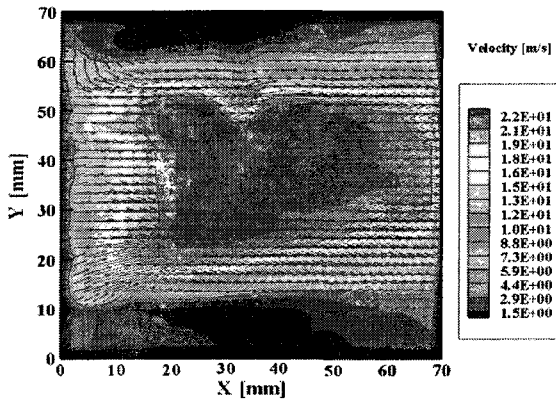 Velocity [m/s]
2.2E+01
2.1E+01
1.9E+01
1.8E+01
1.6E+01
1.5E+01
1.3E+01
1.2E+01
1.0E+01
8.8E+00
7.3E+00
5.9E+00
4.4E+00
2.9E+00
1.5E+00
Y [mm]
70
60
50
40
30
20
10
0
0 10 20 30 40 50 60 70
X [mm]